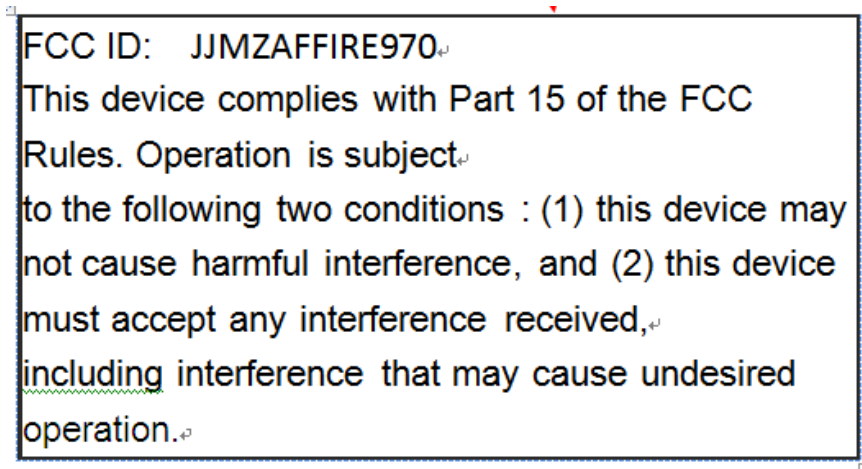 FCC ID: JJMZAFFIRE970
This device complies with Part 15 of the FCC
Rules. Operation is subject
to the following two conditions : (1) this device may
not cause harmful interference, and (2) this device
must accept any interference received,
including interference that may cause undesired
operation.